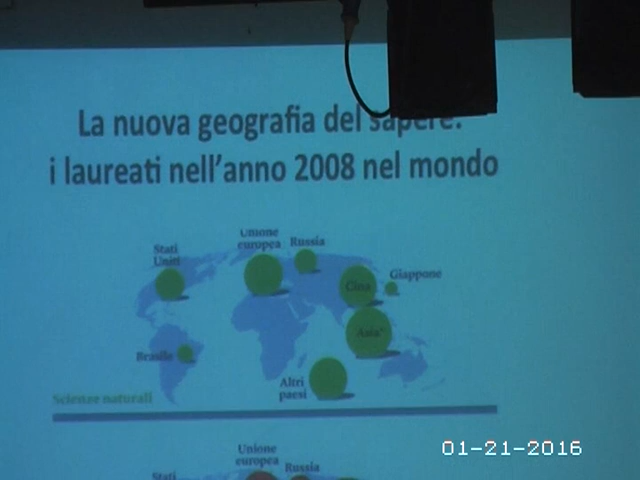 La nuova geografia del sapere:
i laureati nell'anno 2008 nel mondo
Unione
europea
Russia
Stati
Uniti
Giappone
Cina
Asia*
Brasile
Altri
paesi
Scienze naturali
01-21-2016
Unione
europea
Russia
Stati